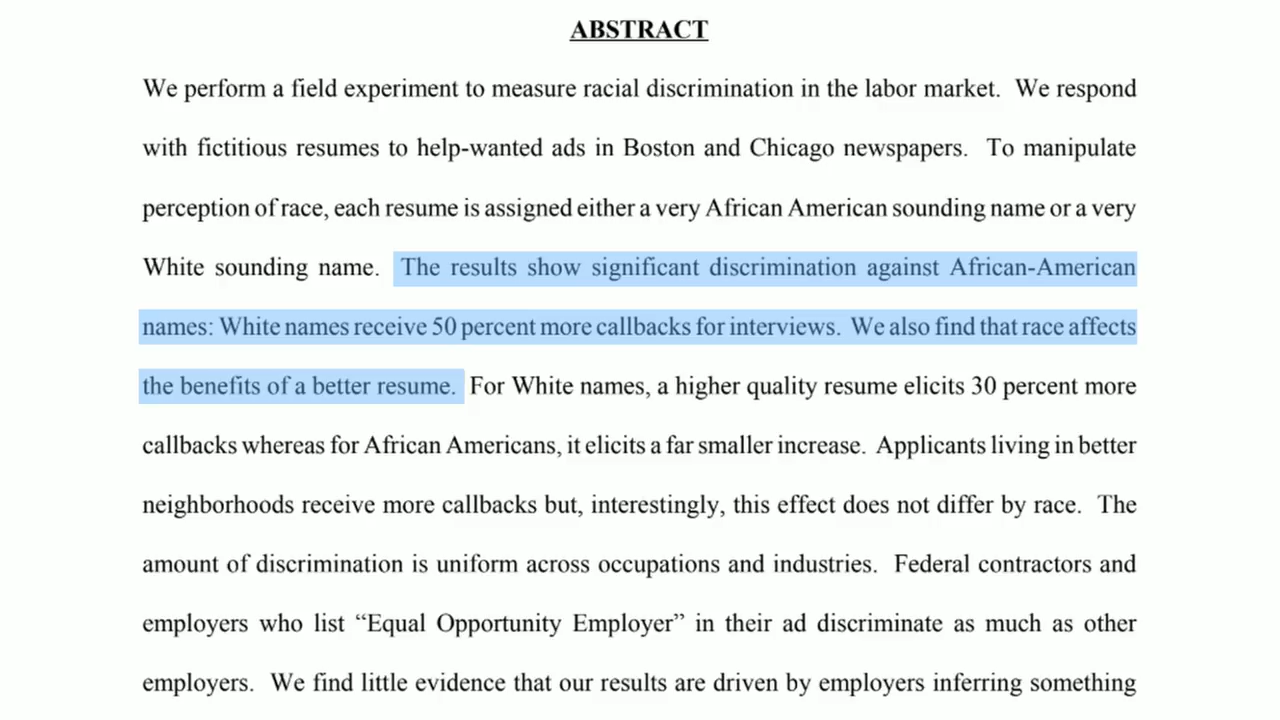 ABSTRACT
We perform a field experiment to measure racial discrimination in the labor market. We respond
with fictitious resumes to help-wanted ads in Boston and Chicago newspapers. To manipulate
perception of race, each resume is assigned either a very African American sounding name or a very
White sounding name. The results show significant discrimination against African-American
names: White names receive 50 percent more callbacks for interviews. We also find that race affects
the benefits of a better resume. For White names, a higher quality resume elicits 30 percent more
callbacks whereas for African Americans, it elicits a far smaller increase. Applicants living in better
neighborhoods receive more callbacks but, interestingly, this effect does not differ by race. The
amount of discrimination is uniform across occupations and industries. Federal contractors and
employers who list “Equal Opportunity Employer” in their ad discriminate as much as other
employers. We find little evidence that our results are driven by employers inferring something